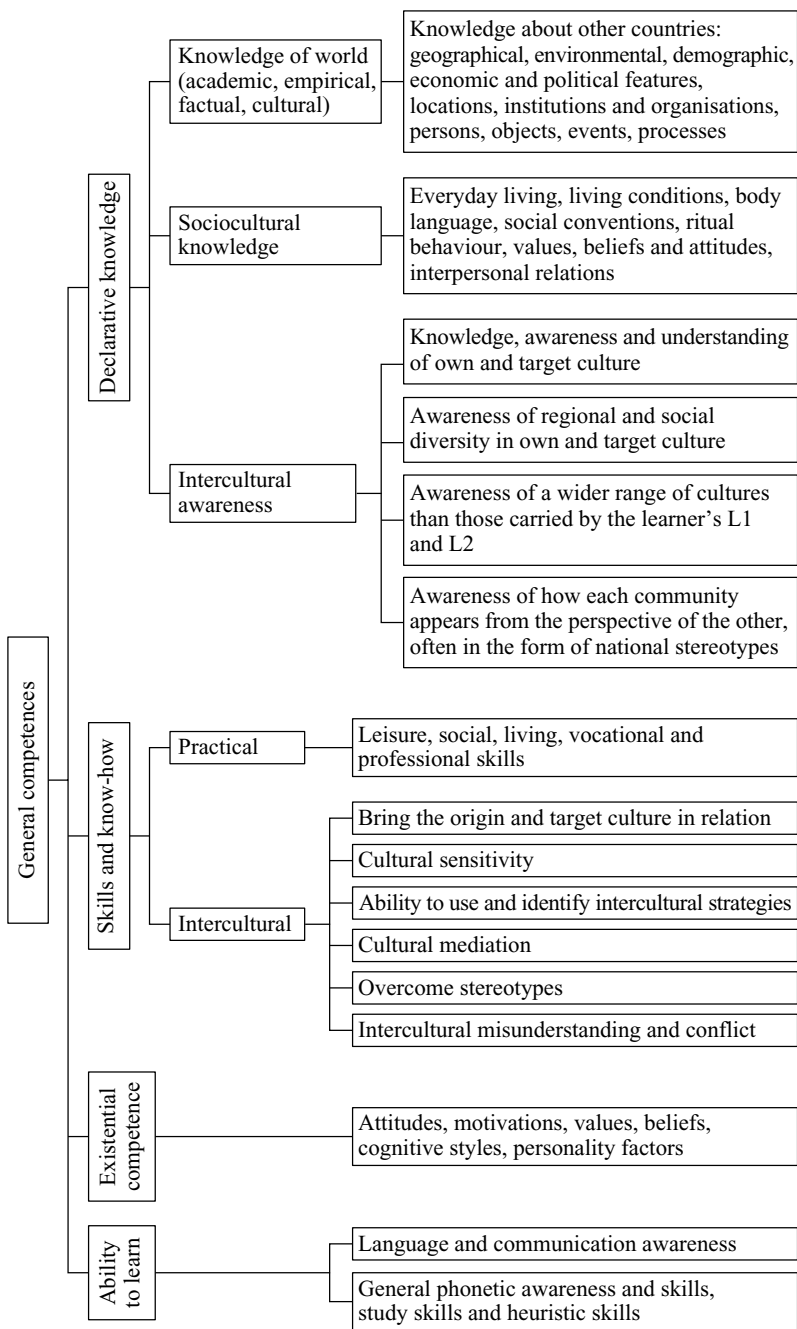 General competences
Declarative knowledge
Knowledge of world
(academic, empirical,
factual, cultural)
Knowledge about other countries:
geographical, environmental, demographic,
economic and political features,
locations, institutions and organisations,
persons, objects, events, processes
Sociocultural
knowledge
Everyday living, living conditions, body
language, social conventions, ritual
behaviour, values, beliefs and attitudes,
interpersonal relations
Intercultural
awareness
Knowledge, awareness and understanding
of own and target culture
Awareness of regional and social
diversity in own and target culture
Awareness of a wider range of cultures
than those carried by the learner’s L1
and L2
Awareness of how each community
appears from the perspective of the other,
often in the form of national stereotypes
Skills and know-how
Practical
Leisure, social, living, vocational and
professional skills
Intercultural
Bring the origin and target culture in relation
Cultural sensitivity
Ability to use and identify intercultural strategies
Cultural mediation
Overcome stereotypes
Intercultural misunderstanding and conflict
Existential
competence
Attitudes, motivations, values, beliefs,
cognitive styles, personality factors
Ability
to learn
Language and communication awareness
General phonetic awareness and skills,
study skills and heuristic skills